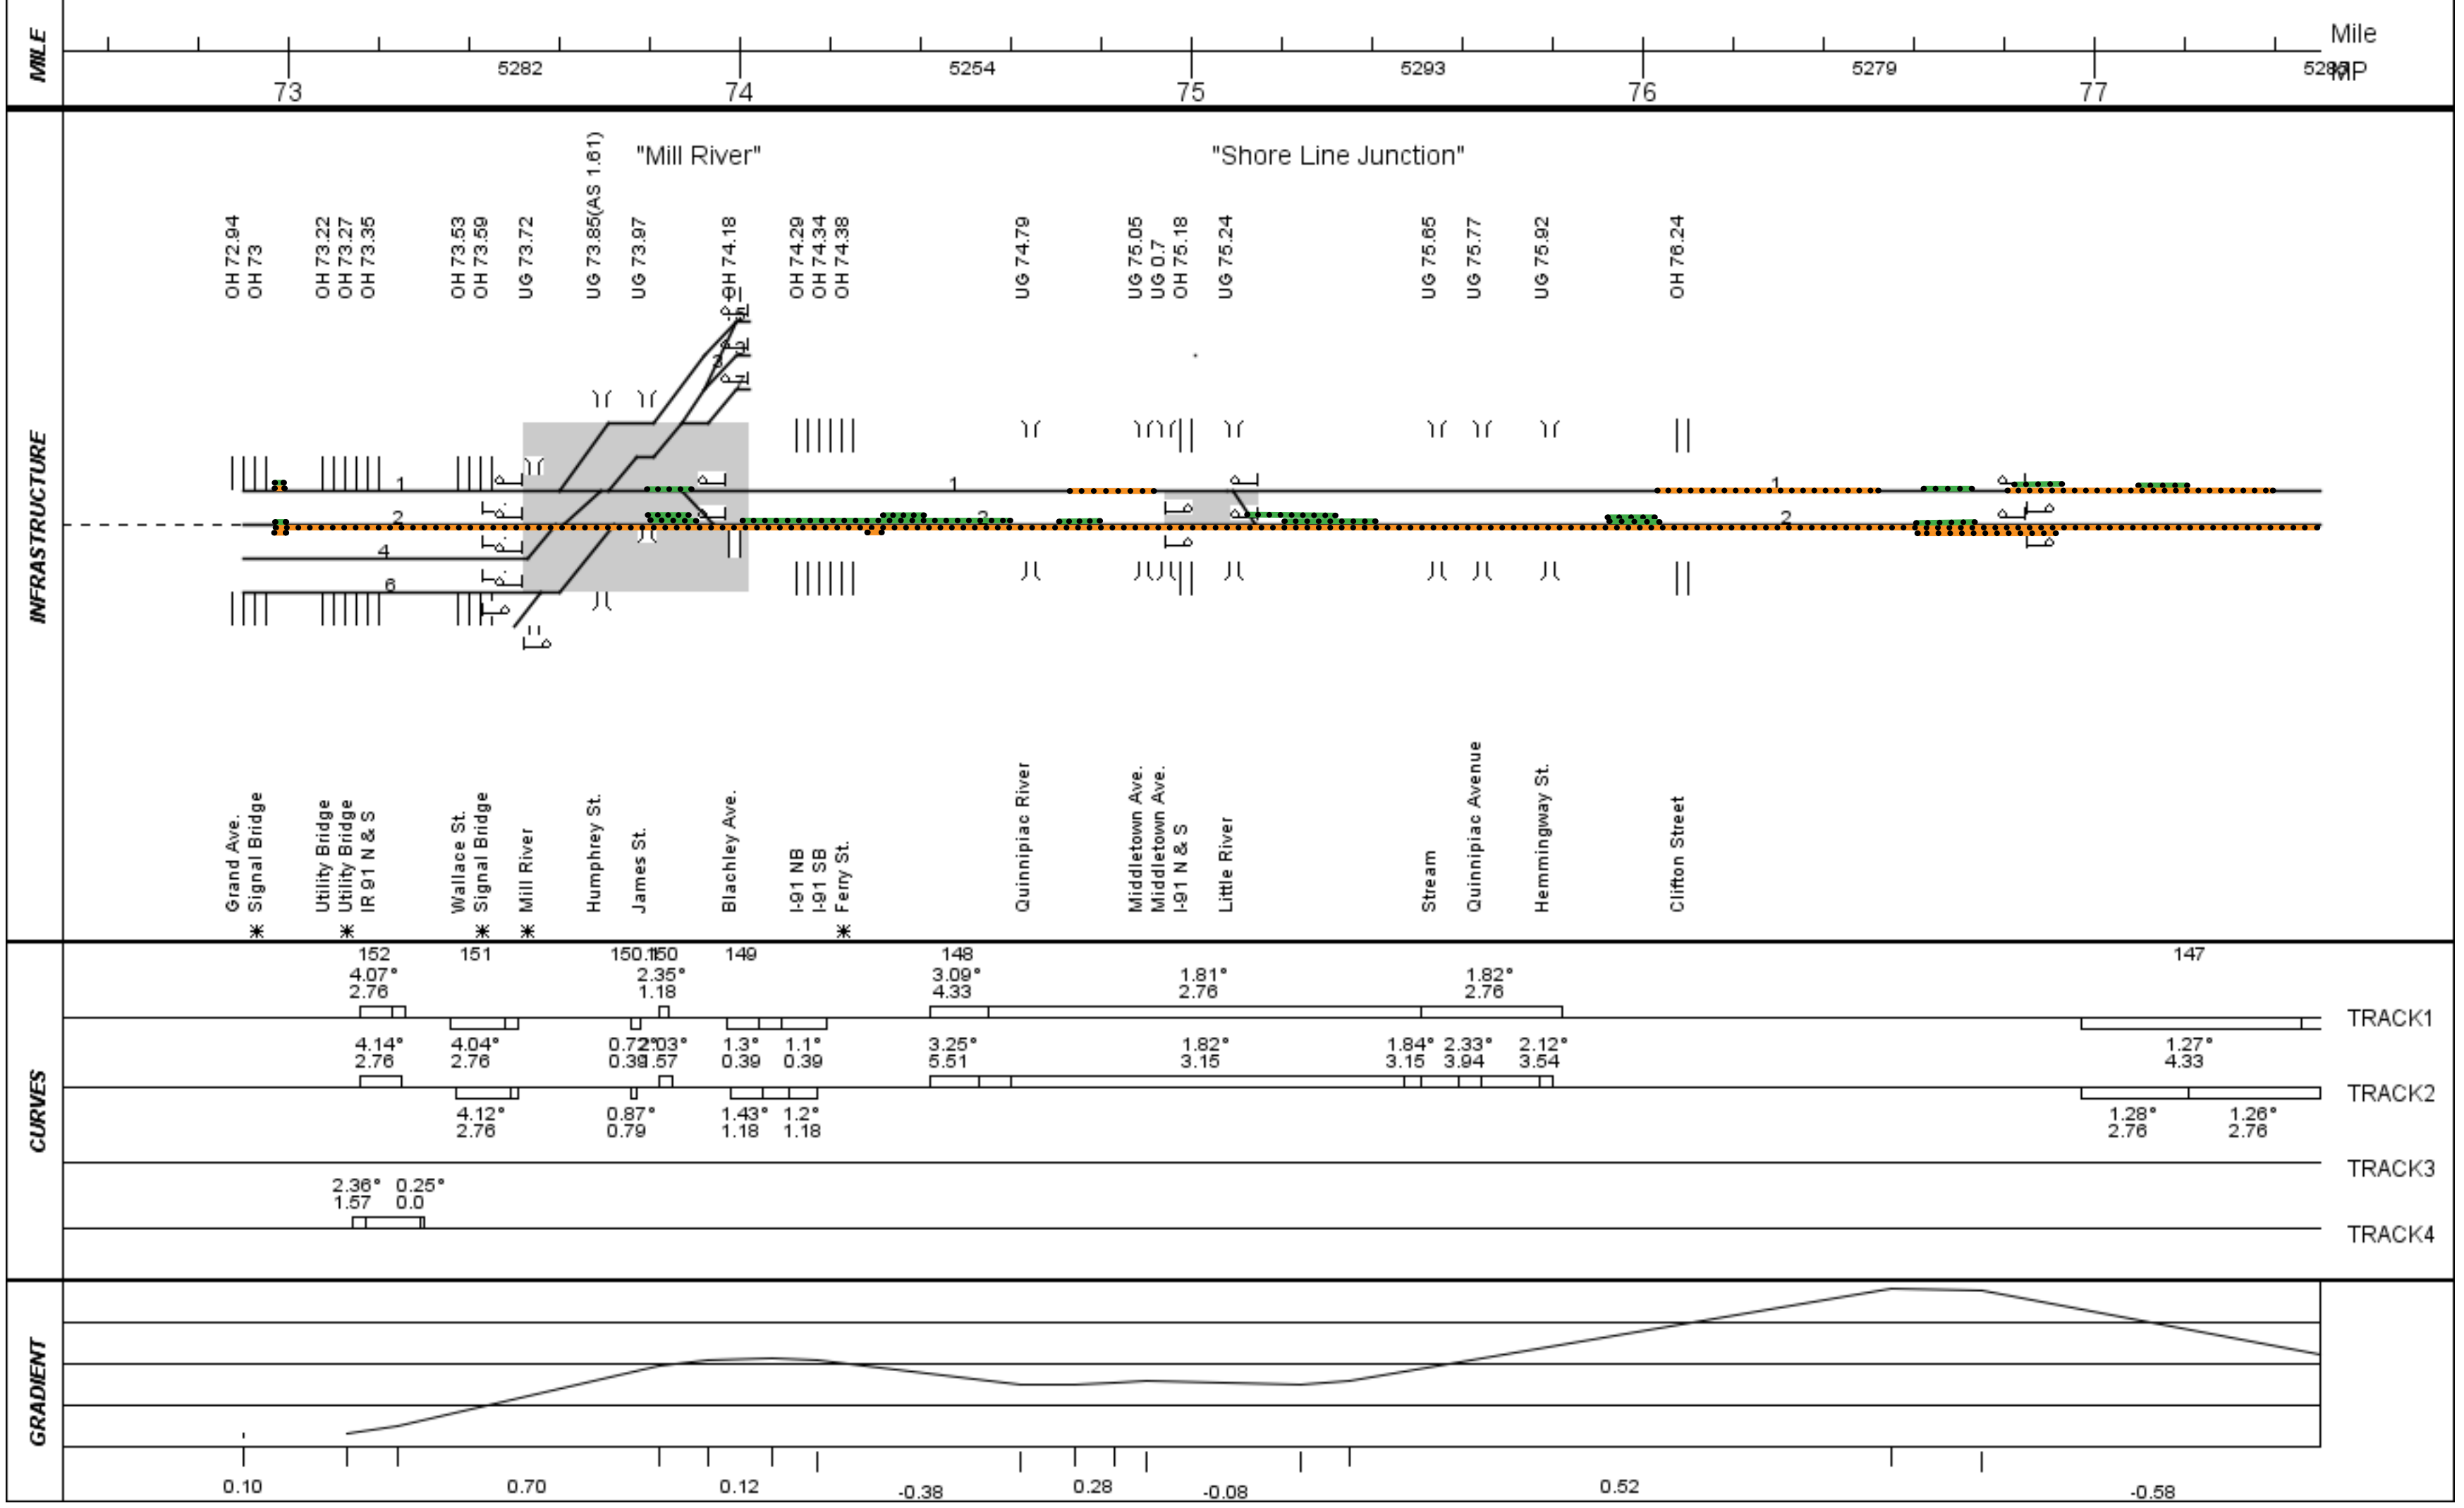 MILE
Mile
5282
5254
5293
5279
MP
73
74
75
76
77
INFRASTRUCTURE
"Mill River"
"Shore Line Junction"
OH 72.94
OH 73
OH 73.22
OH 73.27
OH 73.35
OH 73.53
OH 73.59
UG 73.72
UG 73.85(AS 1.61)
UG 73.97
OH 74.18
OH 74.29
OH 74.34
OH 74.38
UG 74.79
UG 75.05
UG 0.7
OH 75.18
UG 75.24
UG 75.65
UG 75.77
UG 75.92
OH 76.24
3
1
1
1
2
2
2
4
6
Grand Ave.
Signal Bridge
Utility Bridge
Utility Bridge
IR 91 N & S
Wallace St.
Signal Bridge
Mill River
Humphrey St.
James St.
Blachley Ave.
I-91 NB
I-91 SB
Ferry St.
Quinnipiac River
Middletown Ave.
Middletown Ave.
I-91 N & S
Little River
Stream
Quinnipiac Avenue
Hemmingway St.
Clifton Street
CURVES
152
151
150.1
150
149
148
147
4.07°
2.35°
3.09°
1.81°
1.82°
2.76
1.18
4.33
2.76
2.76
TRACK1
4.14°
4.04°
0.72°
2.03°
1.3°
1.1°
3.25°
1.82°
1.84°
2.33°
2.12°
1.27°
2.76
2.76
0.39
1.57
0.39
0.39
5.51
3.15
3.15
3.94
3.54
4.33
TRACK2
4.12°
0.87°
1.43°
1.2°
1.28°
1.26°
2.76
0.79
1.18
1.18
2.76
2.76
TRACK3
2.36°
0.25°
1.57
0.0
TRACK4
GRADIENT
0.10
0.70
0.12
-0.38
0.28
-0.08
0.52
-0.58